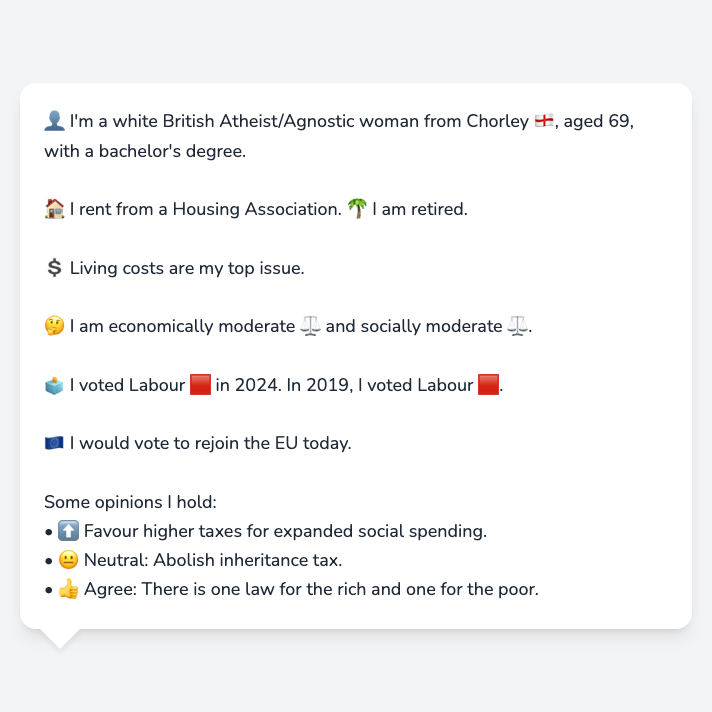 👤 I'm a white British Atheist/Agnostic woman from Chorley 🏴󠁧󠁢󠁥󠁮󠁧󠁿, aged 69,
with a bachelor's degree.
🏠 I rent from a Housing Association. 🌴 I am retired.
💲 Living costs are my top issue.
🤔 I am economically moderate ⚖️ and socially moderate ⚖️.
🗳️ I voted Labour 🟥 in 2024. In 2019, I voted Labour 🟥.
🇪🇺 I would vote to rejoin the EU today.
Some opinions I hold:
• ⬆️ Favour higher taxes for expanded social spending.
• 😐 Neutral: Abolish inheritance tax.
• 👍 Agree: There is one law for the rich and one for the poor.